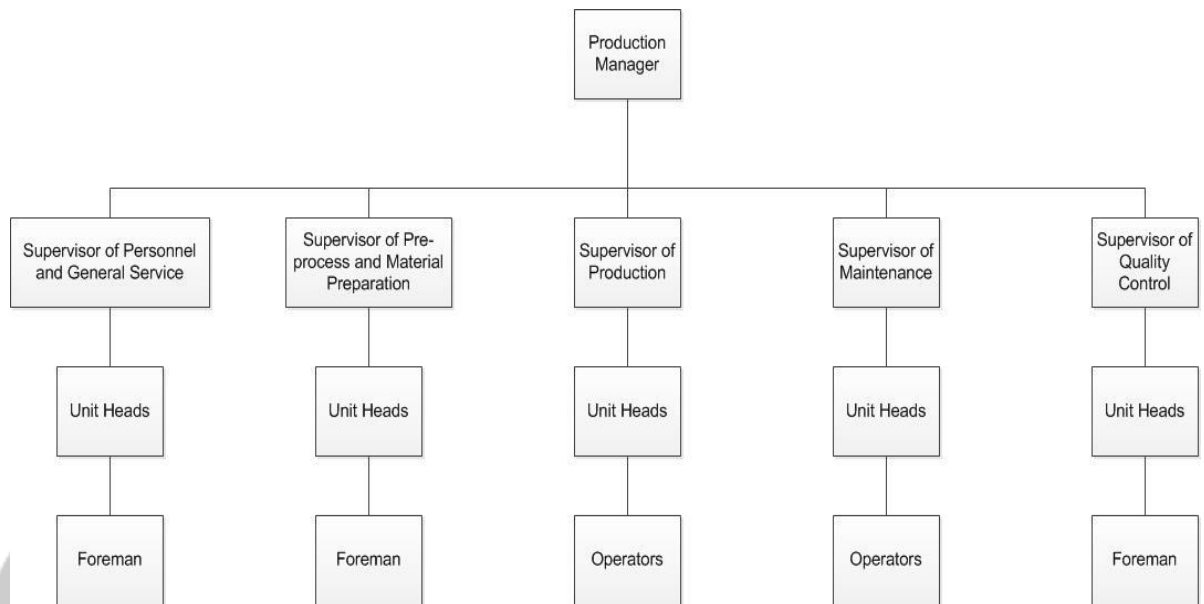 Production
Manager
Supervisor of Personnel
and General Service
Supervisor of Pre-
process and Material
Preparation
Supervisor of
Production
Supervisor of
Maintenance
Supervisor of
Quality
Control
Unit Heads
Unit Heads
Unit Heads
Unit Heads
Unit Heads
Foreman
Foreman
Operators
Operators
Foreman